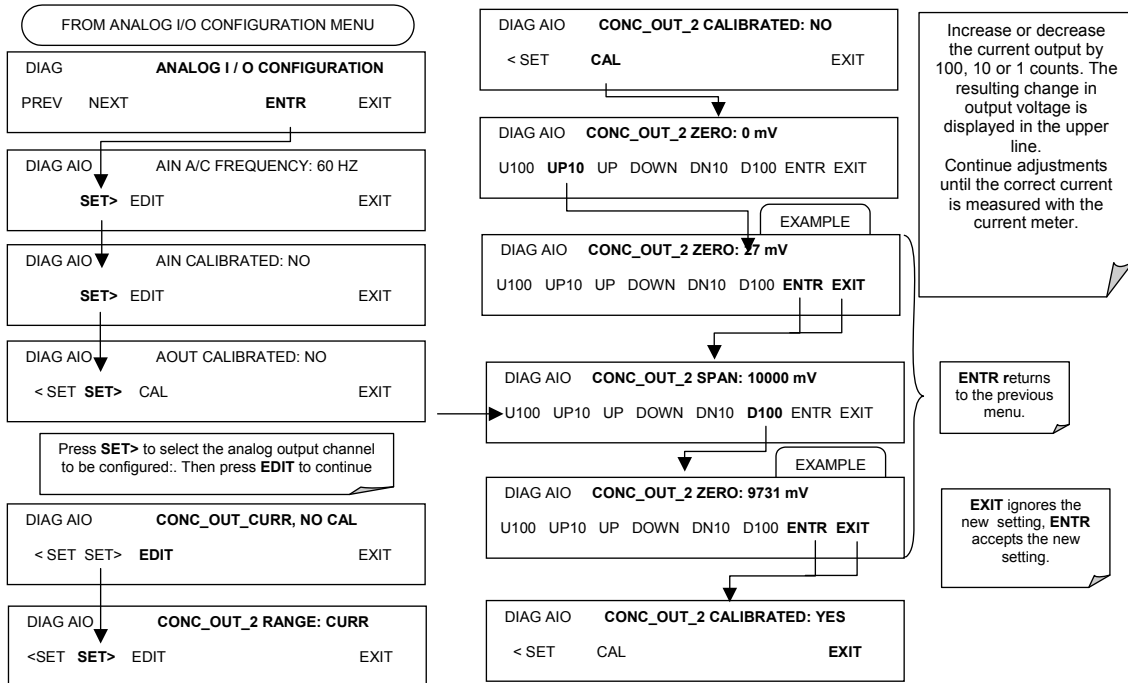 FROM ANALOG I/O CONFIGURATION MENU
DIAG ANALOG I / O CONFIGURATION
PREV NEXT ENTR EXIT
DIAG AIO AIN A/C FREQUENCY: 60 HZ
SET> EDIT EXIT
DIAG AIO AIN CALIBRATED: NO
SET> EDIT EXIT
DIAG AIO AOUT CALIBRATED: NO
< SET SET> CAL EXIT
Press SET> to select the analog output channel
to be configured:. Then press EDIT to continue
DIAG AIO CONC_OUT_CURR, NO CAL
< SET SET> EDIT EXIT
DIAG AIO CONC_OUT_2 RANGE: CURR
<SET SET> EDIT EXIT
DIAG AIO CONC_OUT_2 CALIBRATED: NO
< SET CAL EXIT
DIAG AIO CONC_OUT_2 ZERO: 0 mV
U100 UP10 UP DOWN DN10 D100 ENTR EXIT
EXAMPLE
DIAG AIO CONC_OUT_2 ZERO: 27 mV
U100 UP10 UP DOWN DN10 D100 ENTR EXIT
DIAG AIO CONC_OUT_2 SPAN: 10000 mV
U100 UP10 UP DOWN DN10 D100 ENTR EXIT
EXAMPLE
DIAG AIO CONC_OUT_2 ZERO: 9731 mV
U100 UP10 UP DOWN DN10 D100 ENTR EXIT
DIAG AIO CONC_OUT_2 CALIBRATED: YES
< SET CAL EXIT
Increase or decrease
the current output by
100, 10 or 1 counts. The
resulting change in
output voltage is
displayed in the upper
line.
Continue adjustments
until the correct current
is measured with the
current meter.
ENTR returns
to the previous
menu.
EXIT ignores the
new setting, ENTR
accepts the new
setting.